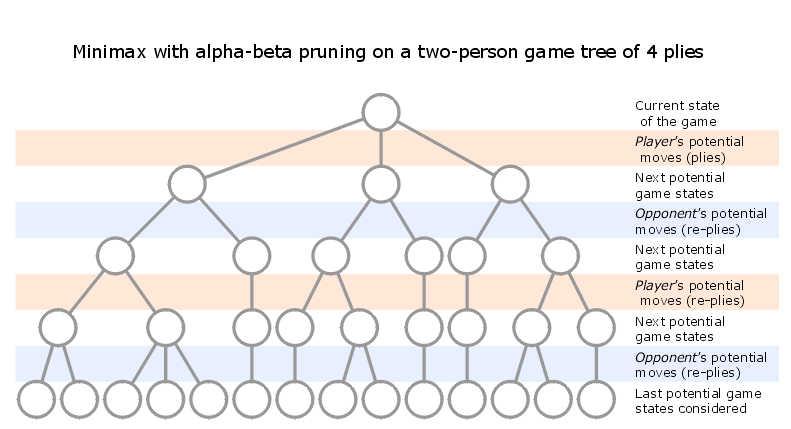 Minimax with alpha-beta pruning on a two-person game tree of 4 plies
Current state
of the game
Player's potential
moves (plies)
Next potential
game states
Opponent's potential
moves (re-plies)
Next potential
game states
Player's potential
moves (re-plies)
Next potential
game states
Opponent's potential
moves (re-plies)
Last potential game
states considered